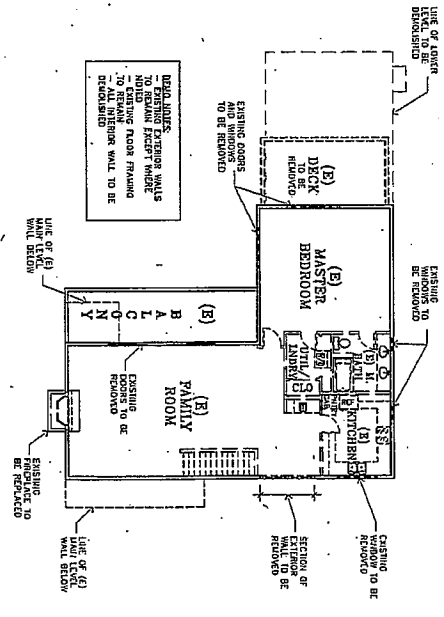 LINE OF LOWER
LEVEL TO BE
DEMOLISHED
EXISTING DOORS
AND WINDOWS
TO BE REMOVED
(E)
DECK
TO BE
REMOVED
EXISTING
WINDOWS TO
BE REMOVED
DEMO NOTES:
- EXISTING EXTERIOR WALLS
TO REMAIN EXCEPT WHERE
NOTED
- EXISTING FLOOR FRAMING
TO REMAIN
- ALL INTERIOR WALL TO BE
DEMOLISHED
(E)
MASTER
BEDROOM
(E) M.
BATH
UTIL
LNDRY
CLO
(E)
KITCHEN
LINE OF (E)
MAIN LEVEL
WALL BELOW
(E)
BALCONY
EXISTING
DOORS TO BE
REMOVED
(E)
FAMILY
ROOM
EXISTING
FIREPLACE TO
BE REPLACED
LINE OF (E)
MAIN LEVEL
WALL BELOW
SECTION OF
EXTERIOR
WALL TO BE
REMOVED
EXISTING
WINDOW TO BE
REMOVED